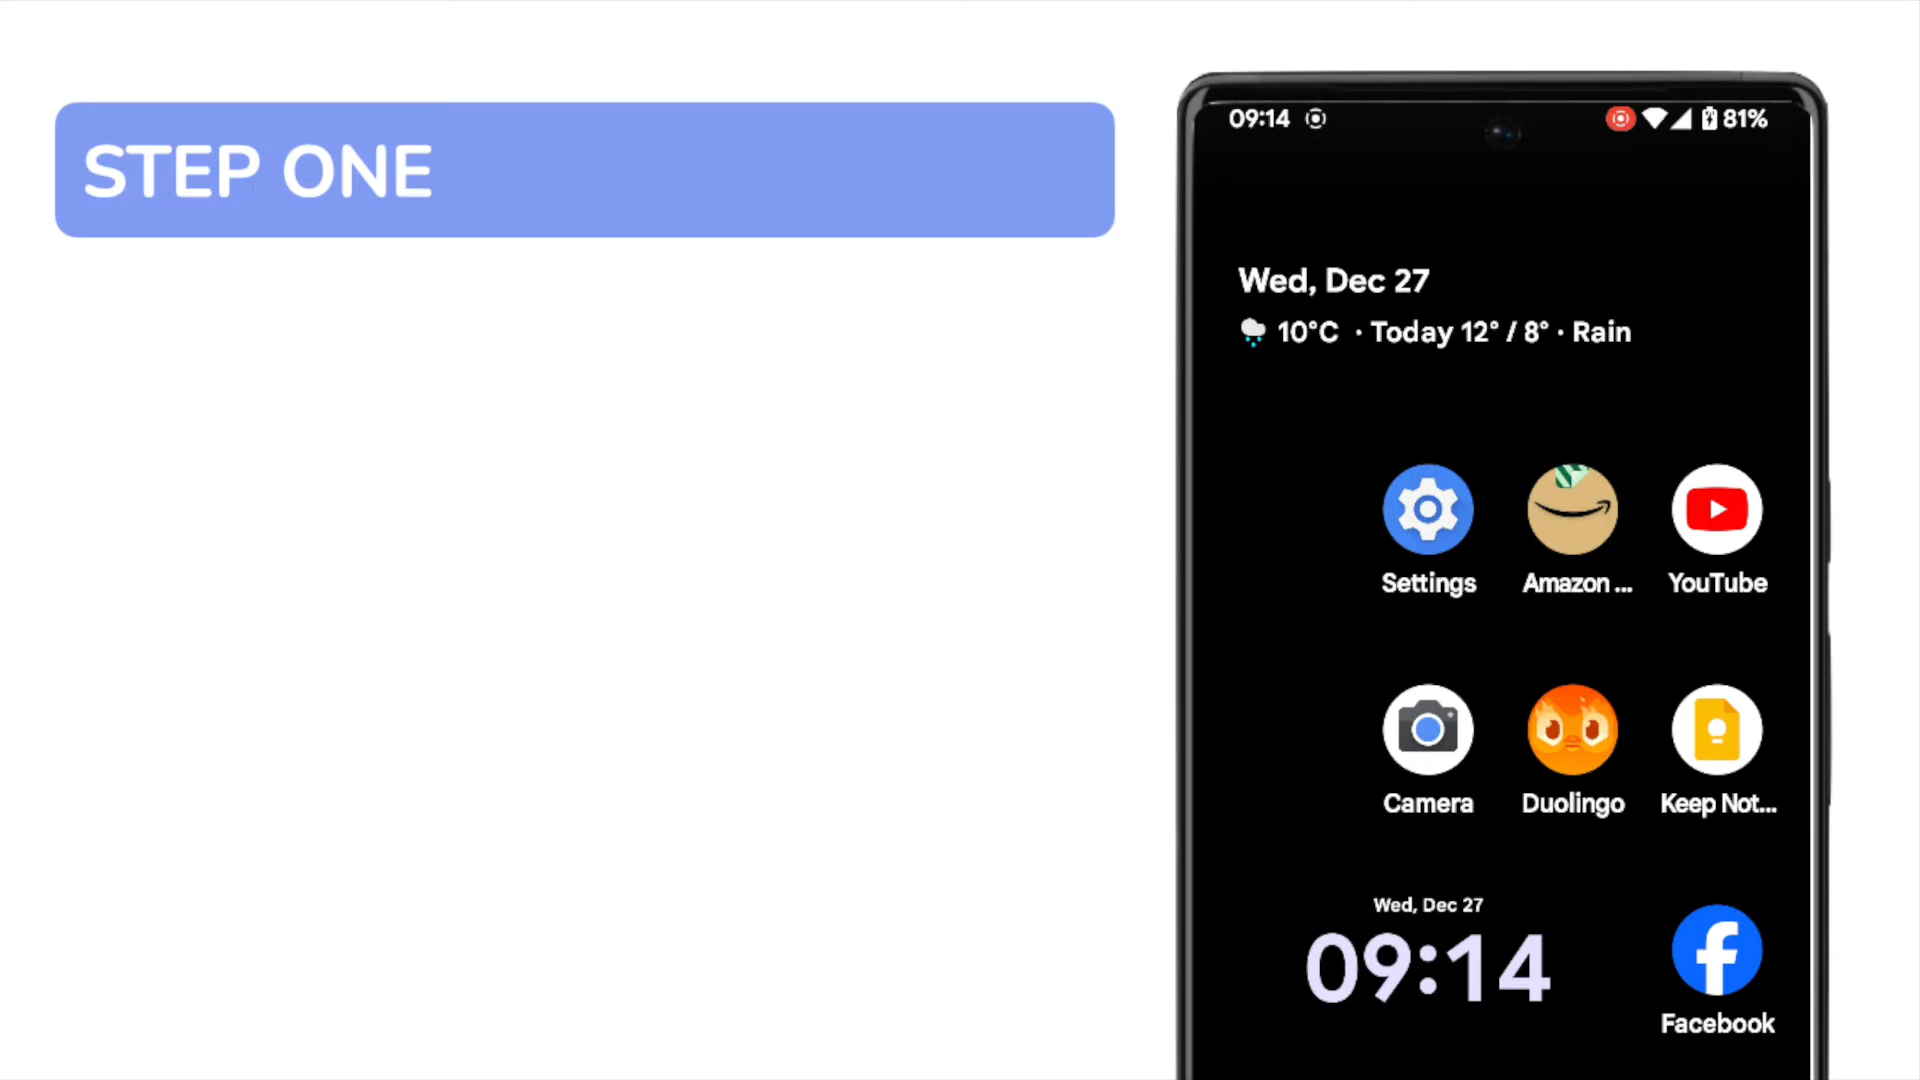 STEP ONE
09:14
81%
Wed, Dec 27
10°C · Today 12° / 8° · Rain
Settings
Amazon ...
YouTube
Camera
Duolingo
Keep Not...
Wed, Dec 27
09:14
Facebook